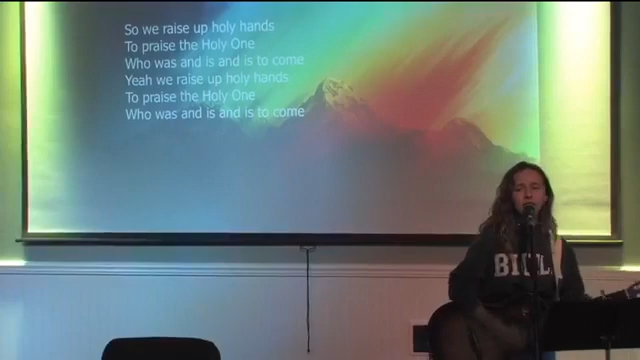 So we raise up holy hands
To praise the Holy One
Who was and is and is to come
Yeah we raise up holy hands
To praise the Holy One
Who was and is and is to come